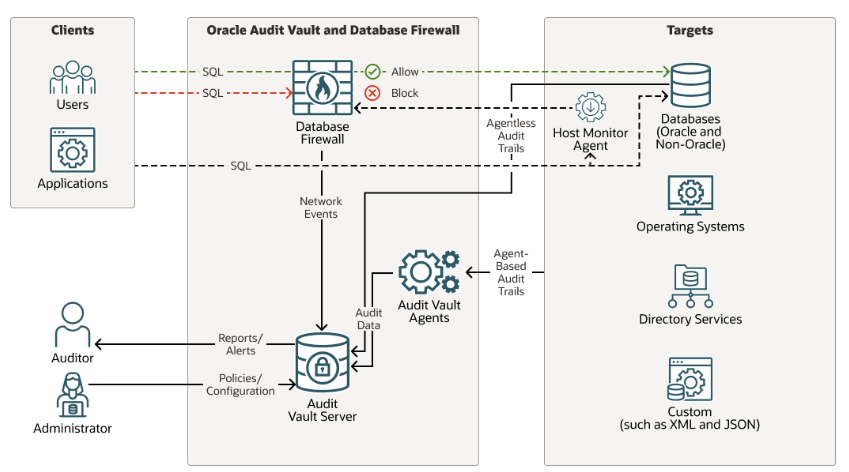 Clients
Oracle Audit Vault and Database Firewall
Targets
Users
Applications
SQL
SQL
SQL
Allow
Block
Database
Firewall
Network
Events
Agentless
Audit
Trails
Host Monitor
Agent
Databases
(Oracle and
Non-Oracle)
Operating Systems
Directory Services
Custom
(such as XML and JSON)
Agent-
Based
Audit
Trails
Audit Vault
Agents
Audit
Data
Auditor
Reports/
Alerts
Administrator
Policies/
Configuration
Audit
Vault Server